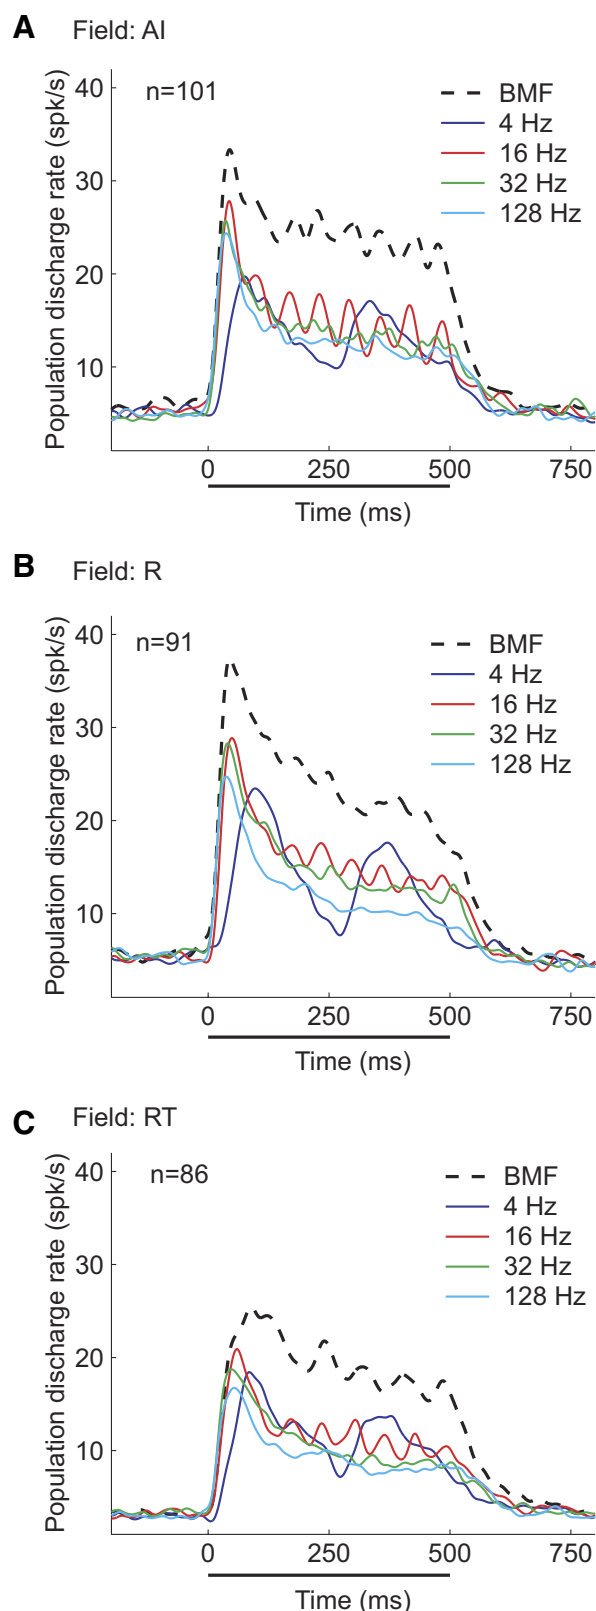 A Field: AI
Population discharge rate (spk/s)
40
30
20
10
n=101
BMF
4 Hz
16 Hz
32 Hz
128 Hz
0 250 500 750
Time (ms)
B Field: R
Population discharge rate (spk/s)
40
30
20
10
n=91
BMF
4 Hz
16 Hz
32 Hz
128 Hz
0 250 500 750
Time (ms)
C Field: RT
Population discharge rate (spk/s)
40
30
20
10
n=86
BMF
4 Hz
16 Hz
32 Hz
128 Hz
0 250 500 750
Time (ms)